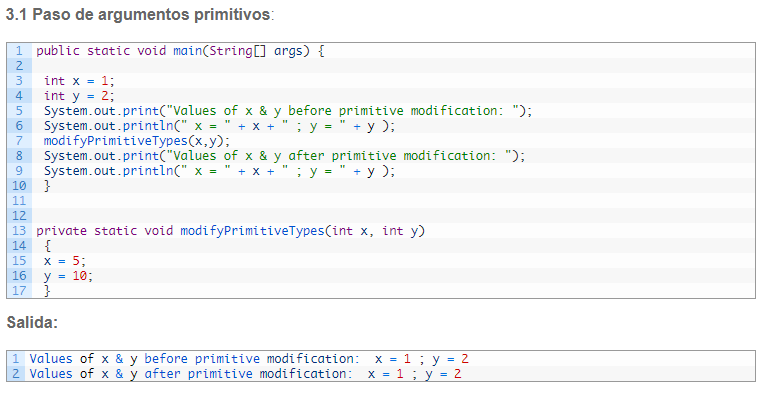 3.1 Paso de argumentos primitivos:
1 public static void main(String[] args) {
2
3 int x = 1;
4 int y = 2;
5 System.out.print("Values of x & y before primitive modification: ");
6 System.out.println(" x = " + x + " ; y = " + y );
7 modifyPrimitiveTypes(x,y);
8 System.out.print("Values of x & y after primitive modification: ");
9 System.out.println(" x = " + x + " ; y = " + y );
10 }
11
12
13 private static void modifyPrimitiveTypes(int x, int y)
14 {
15 x = 5;
16 y = 10;
17 }
Salida:
1 Values of x & y before primitive modification:  x = 1 ; y = 2
2 Values of x & y after primitive modification:  x = 1 ; y = 2